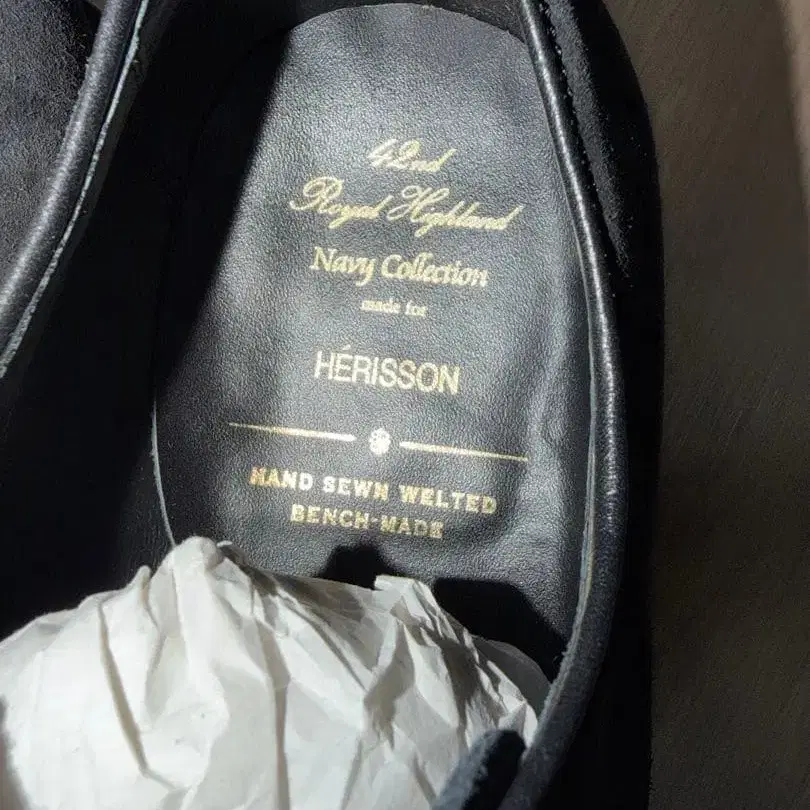 42nd
Royal Highland
Navy Collection
made for
HÉRISSON
HAND SEWN WELTED
BENCH-MADE